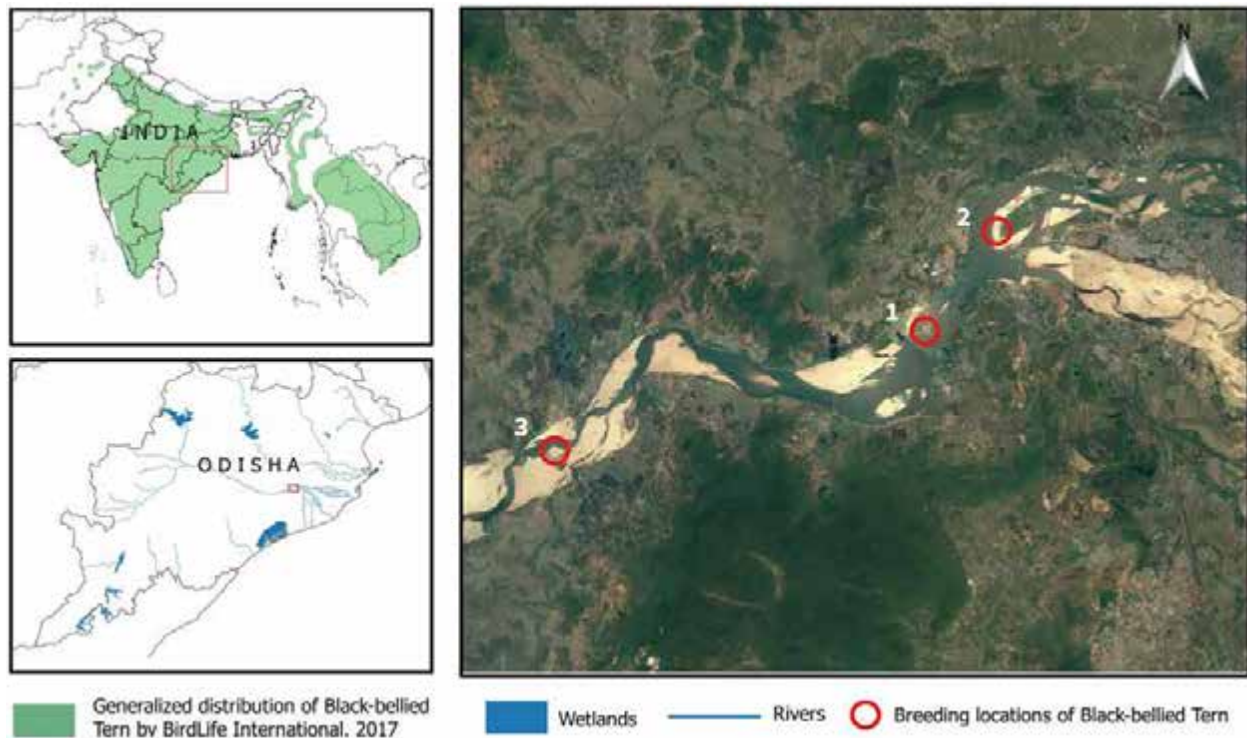 INDIA
ODISHA
N
2
1
3
Generalized distribution of Black-bellied
Tern by BirdLife International. 2017
Wetlands
Rivers
Breeding locations of Black-bellied Tern